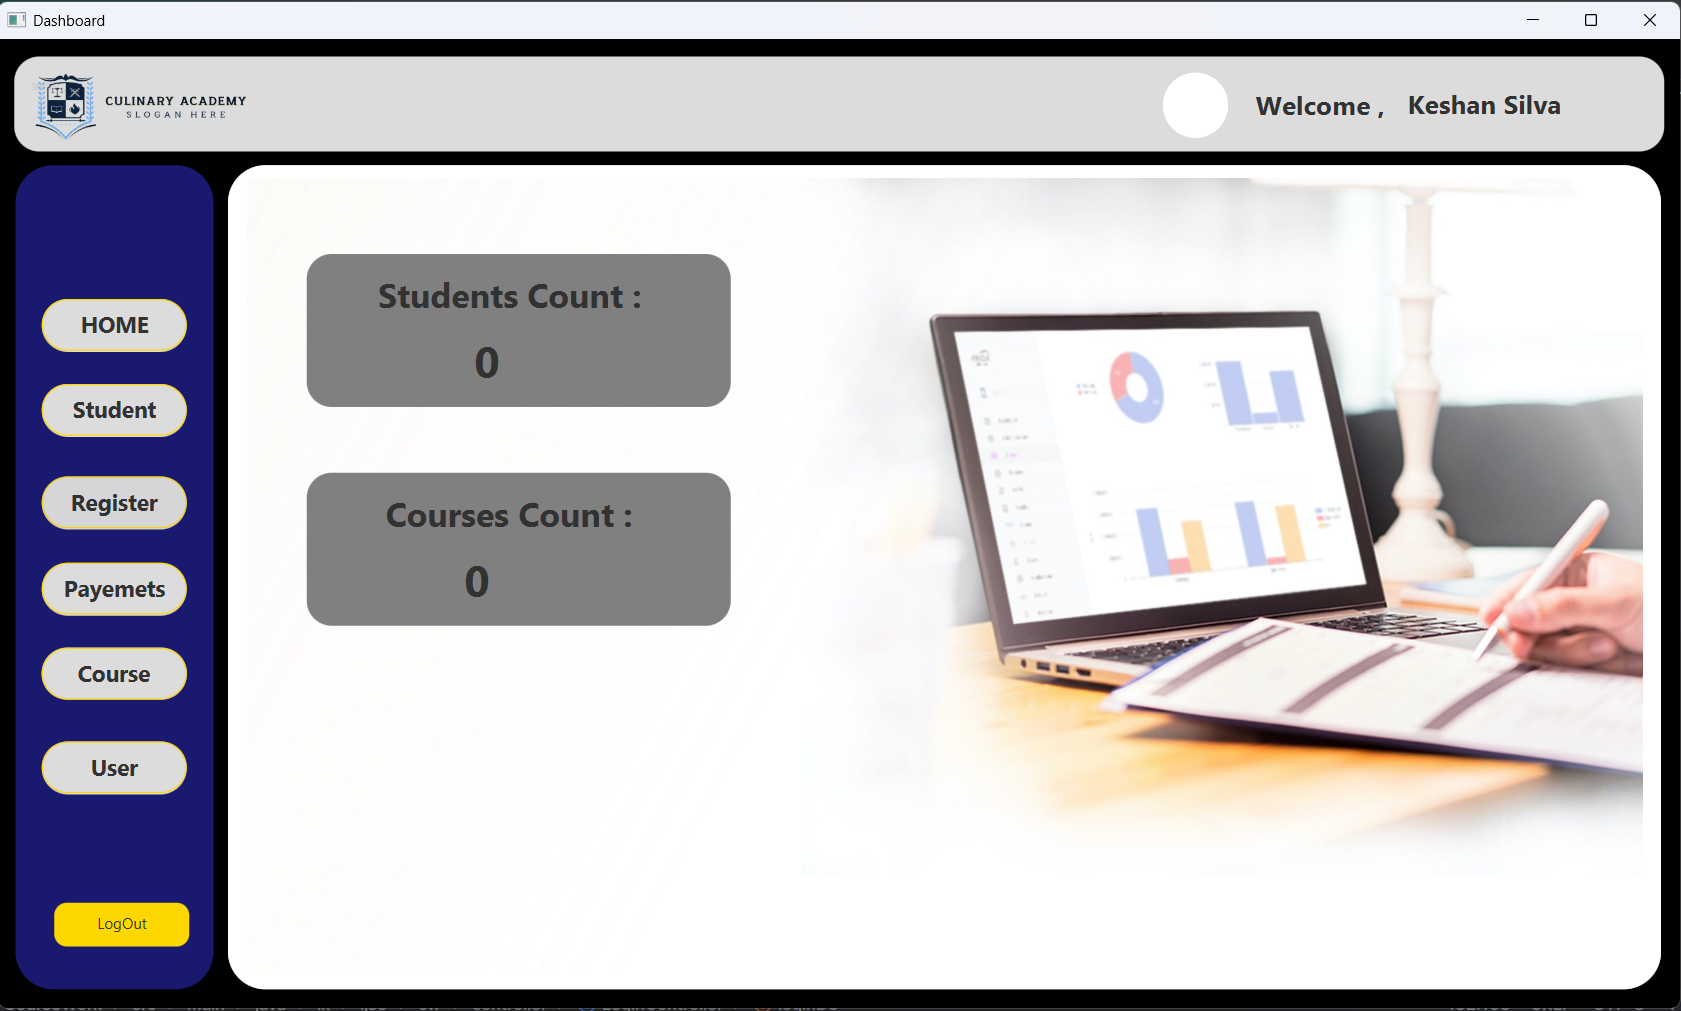 Dashboard
CULINARY ACADEMY
SLOGAN HERE
Welcome , Keshan Silva
HOME
Student
Register
Payemets
Course
User
LogOut
Students Count :
0
Courses Count :
0